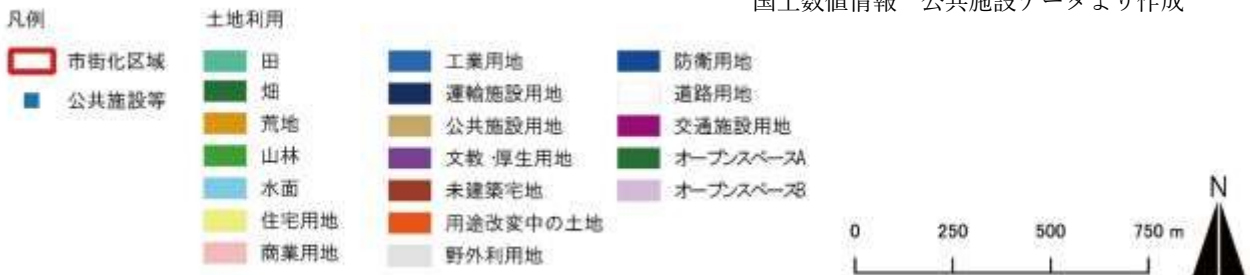 国土数値情報 公共施設データより作成
凡例
市街化区域
公共施設等
土地利用
田
畑
荒地
山林
水面
住宅用地
商業用地
工業用地
運輸施設用地
公共施設用地
文教・厚生用地
未建築宅地
用途改変中の土地
野外利用地
防衛用地
道路用地
交通施設用地
オープンスペースA
オープンスペースB
N
0 250 500 750 m